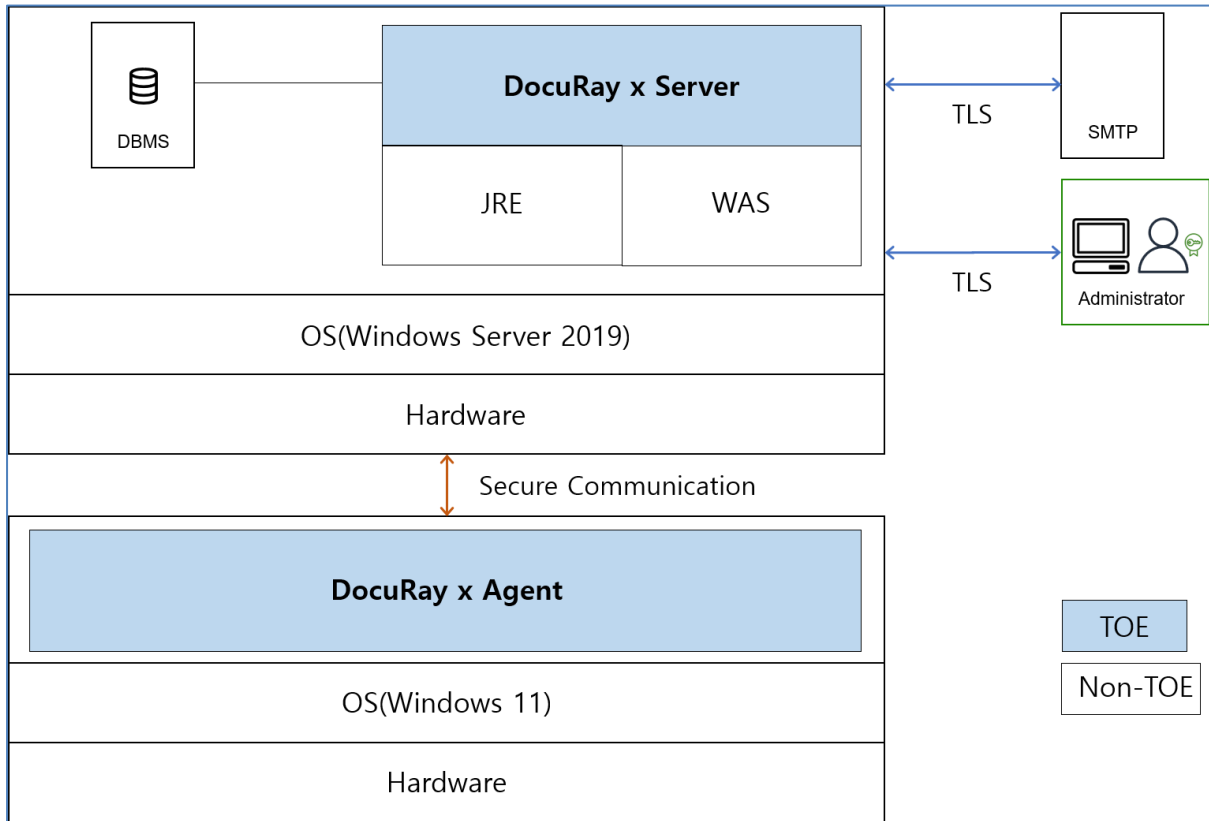 DBMS
DocuRay x Server
JRE
WAS
TLS
SMTP
TLS
Administrator
OS(Windows Server 2019)
Hardware
Secure Communication
DocuRay x Agent
OS(Windows 11)
Hardware
TOE
Non-TOE